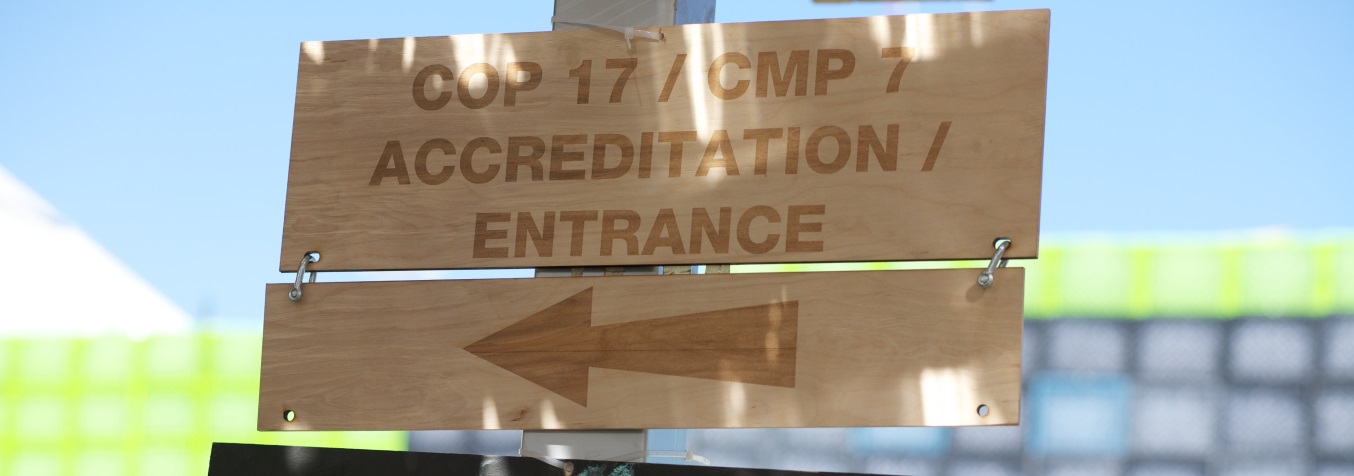 COP 17 / CMP 7
ACCREDITATION /
ENTRANCE